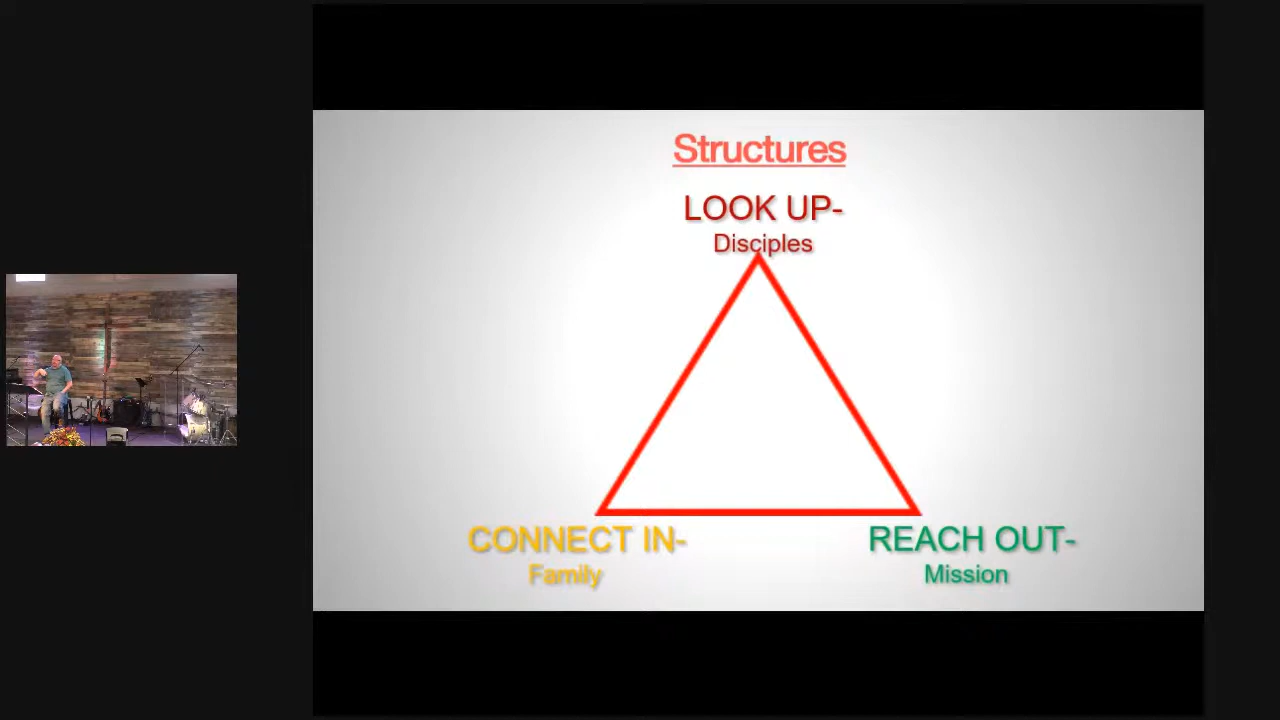 Structures
LOOK UP-
Disciples
CONNECT IN-
Family
REACH OUT-
Mission